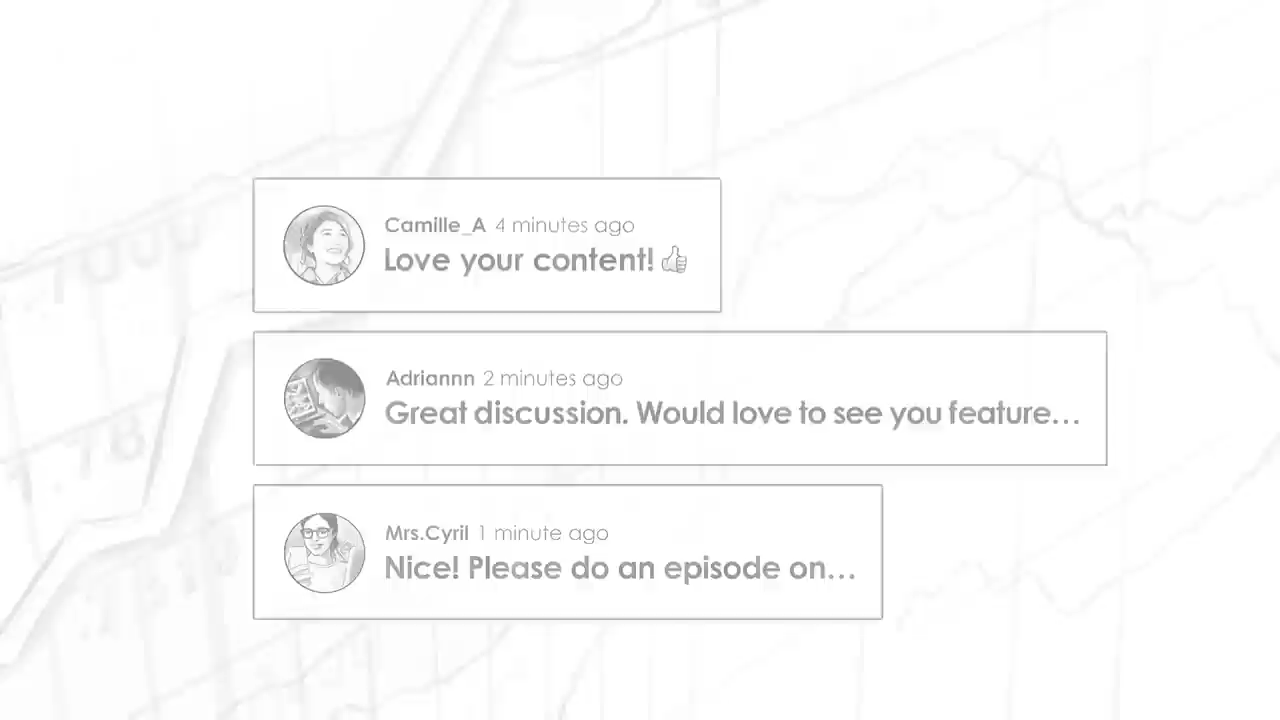 Camille_A 4 minutes ago
Love your content! 👍
Adriannn 2 minutes ago
Great discussion. Would love to see you feature...
Mrs.Cyril 1 minute ago
Nice! Please do an episode on...